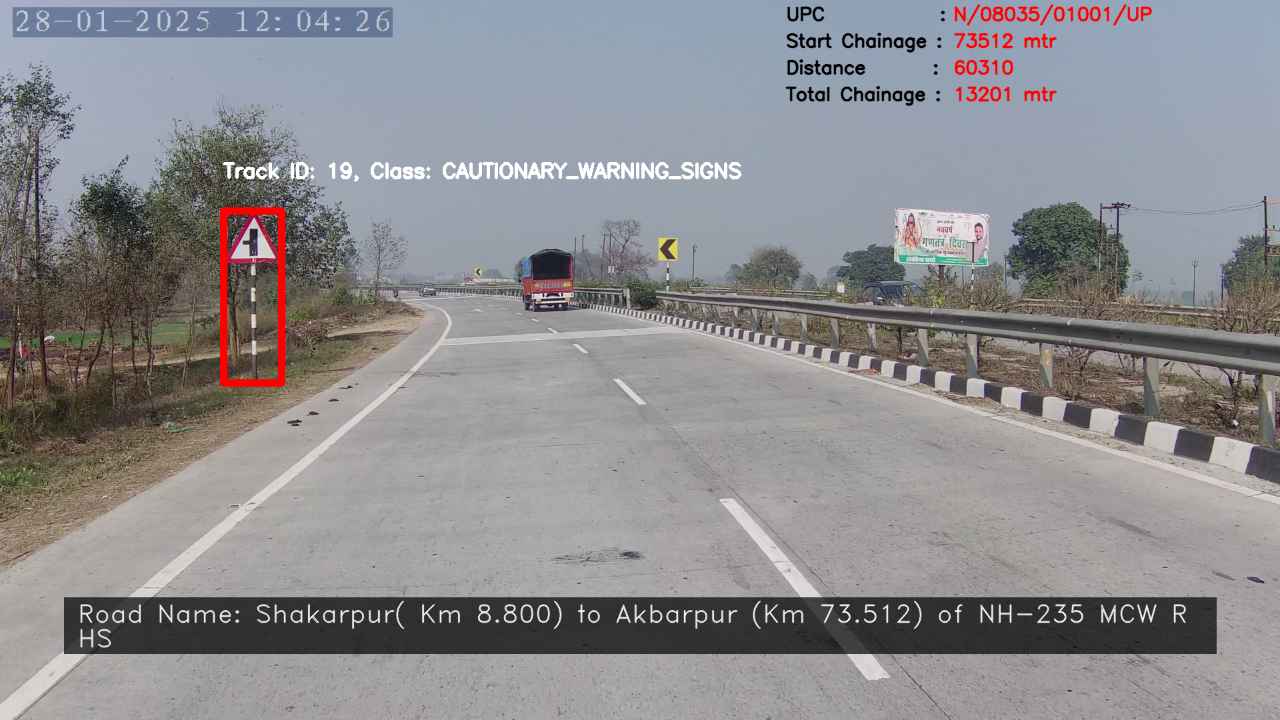 28-01-2025 12:04:26
UPC : N/08035/01001/UP
Start Chainage : 73512 mtr
Distance : 60310
Total Chainage : 13201 mtr
Track ID: 19, Class: CAUTIONARY_WARNING_SIGNS
गणतंत्र दिवस
Road Name: Shakarpur( Km 8.800) to Akbarpur (Km 73.512) of NH-235 MCW R
HS